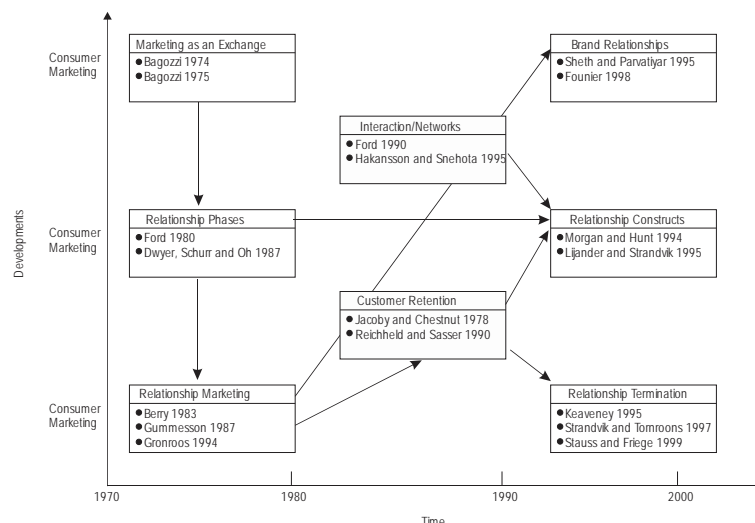 Marketing as an Exchange
Bagozzi 1974
Bagozzi 1975
Brand Relationships
Sheth and Parvatiyar 1995
Founier 1998
Consumer
Marketing
Interaction/Networks
Ford 1990
Hakansson and Snehota 1995
Relationship Phases
Ford 1980
Dwyer, Schurr and Oh 1987
Relationship Constructs
Morgan and Hunt 1994
Lijander and Strandvik 1995
Consumer
Marketing
Developments
Customer Retention
Jacoby and Chestnut 1978
Reichheld and Sasser 1990
Relationship Marketing
Berry 1983
Gummesson 1987
Gronroos 1994
Relationship Termination
Keaveney 1995
Strandvik and Tornroons 1997
Stauss and Friege 1999
Consumer
Marketing
1970
1980
1990
2000
Time